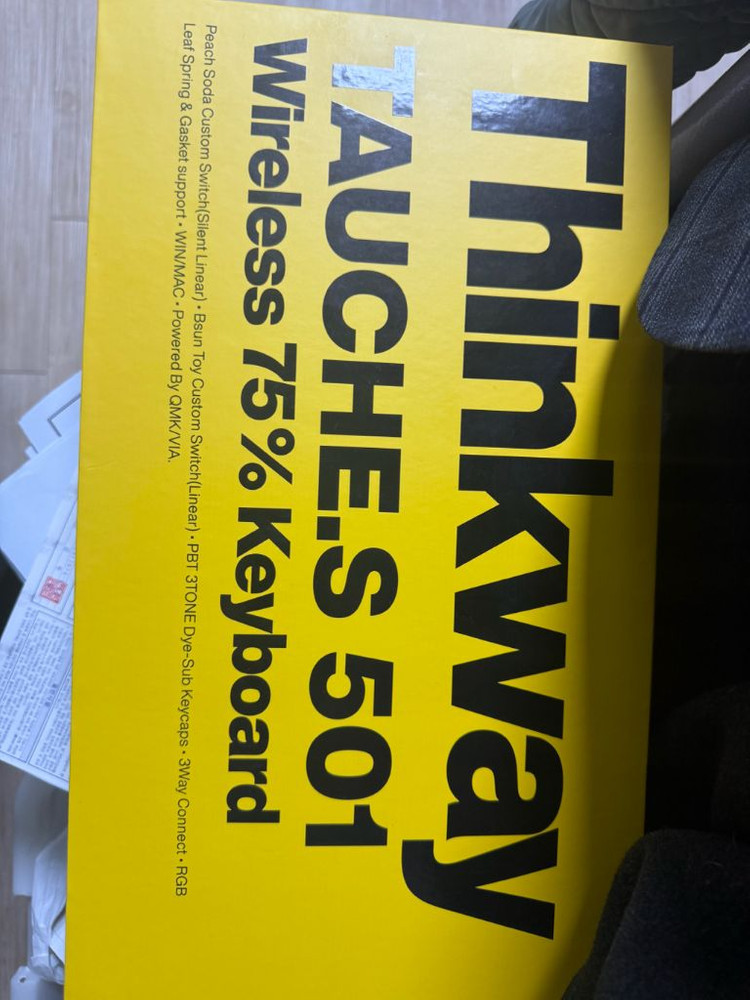 Thinkway
TAUCHE.S 501
Wireless 75% Keyboard
Peach Soda Custom Switch(Silent Linear) • Bsun Toy Custom Switch(Linear) • PBT 3TONE Dye-Sub Keycaps • 3Way Connect • RGB
Leaf Spring & Gasket support • WIN/MAC • Powered By QMK/VIA.